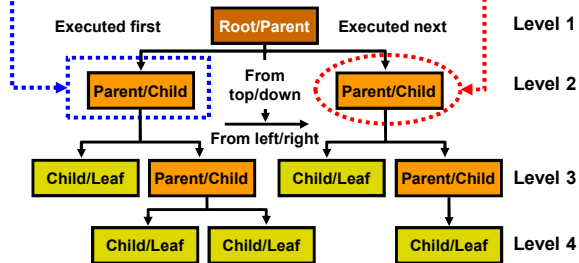 Executed first
Root/Parent
Executed next
Level 1
Parent/Child
From
top/down
Parent/Child
Level 2
From left/right
Child/Leaf
Parent/Child
Child/Leaf
Parent/Child
Level 3
Child/Leaf
Child/Leaf
Child/Leaf
Level 4